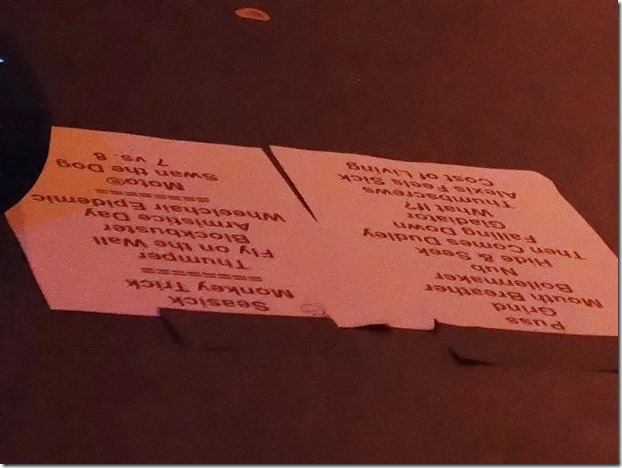 Puss
Grind
Mouth Breather
Boilermaker
Nub
Hide & Seek
Then Comes Dudley
Falling Down
Gladiator
What If?
Thumbscrews
Alexis Feels Sick
Cost of Living
Seasick
Monkey Trick
========
Thumper
Fly on the Wall
Blockbuster
Armistice Day
Wheelchair Epidemic
========
Moto®
Swan the Dog
7 vs. 8